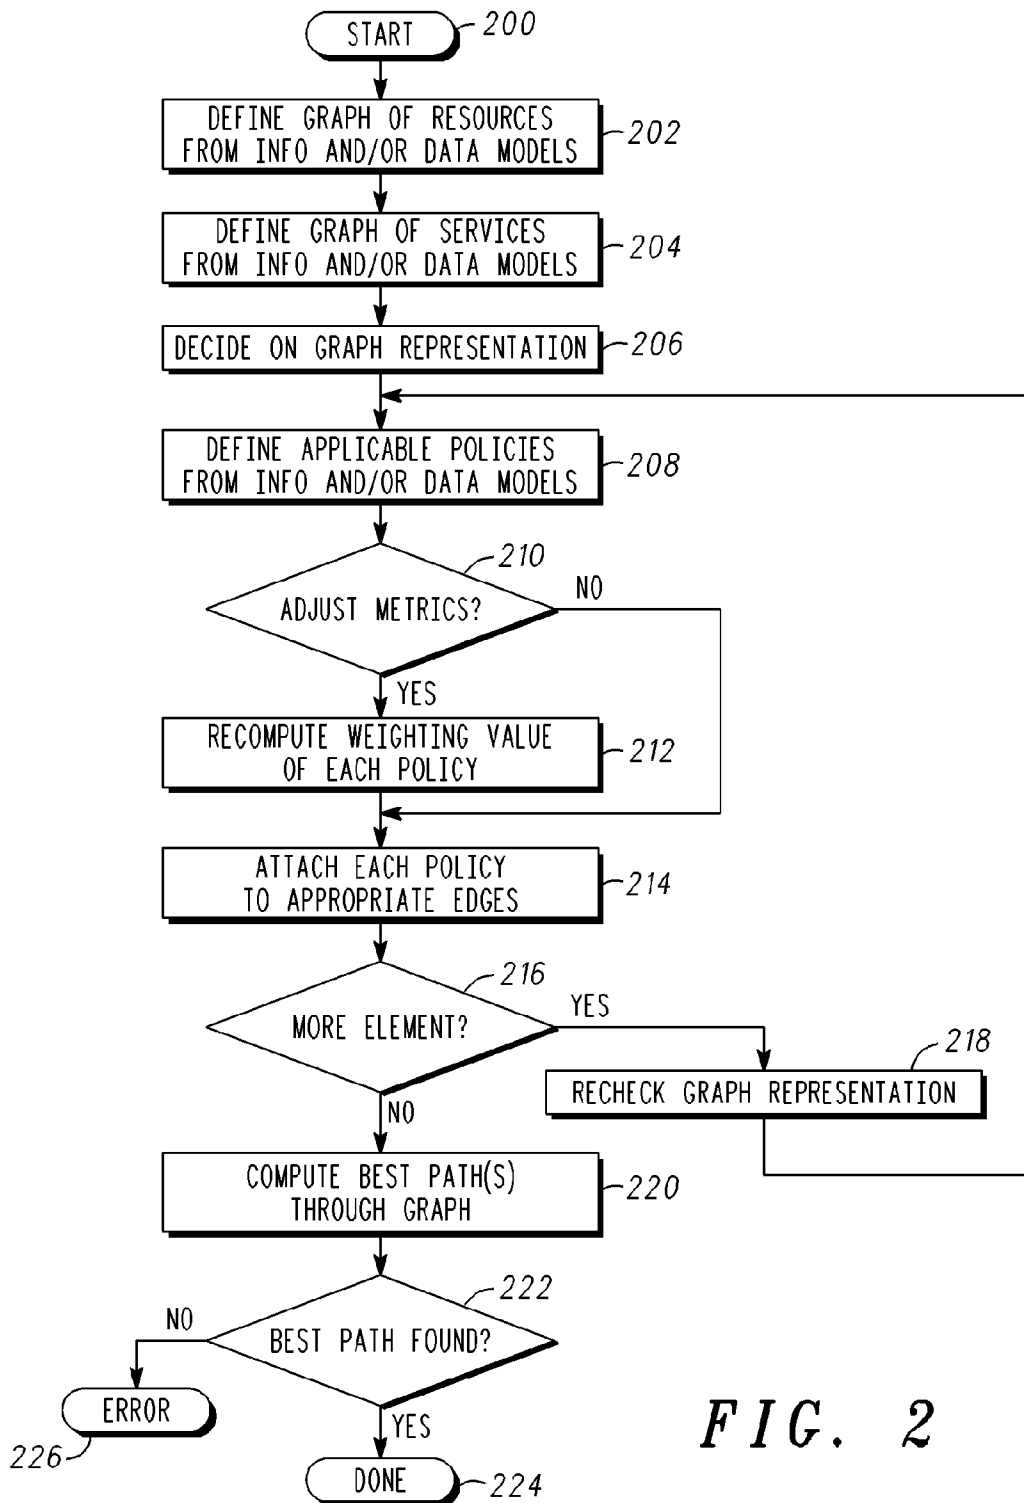 START
200
DEFINE GRAPH OF RESOURCES
FROM INFO AND/OR DATA MODELS
202
DEFINE GRAPH OF SERVICES
FROM INFO AND/OR DATA MODELS
204
DECIDE ON GRAPH REPRESENTATION
206
DEFINE APPLICABLE POLICIES
FROM INFO AND/OR DATA MODELS
208
210
ADJUST METRICS?
NO
YES
RECOMPUTE WEIGHTING VALUE
OF EACH POLICY
212
ATTACH EACH POLICY
TO APPROPRIATE EDGES
214
216
MORE ELEMENT?
YES
NO
218
RECHECK GRAPH REPRESENTATION
COMPUTE BEST PATH(S)
THROUGH GRAPH
220
222
BEST PATH FOUND?
NO
ERROR
226
YES
DONE
224
FIG. 2